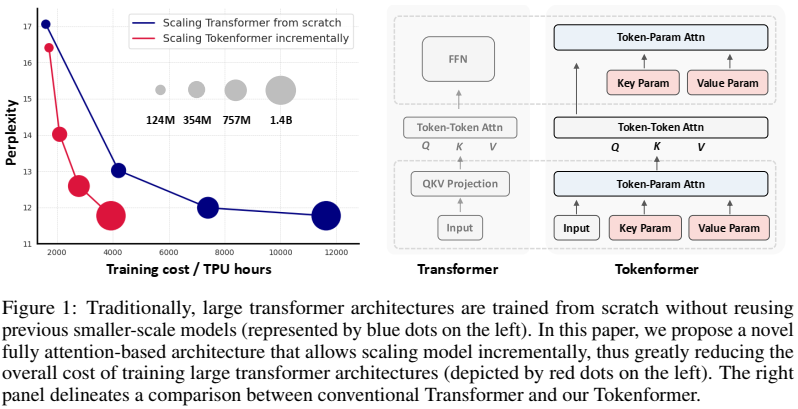 17
16
15
14
13
12
11
Perplexity
Scaling Transformer from scratch
Scaling Tokenformer incrementally
124M 354M 757M 1.4B
2000 4000 6000 8000 10000 12000
Training cost / TPU hours
FFN
Token-Token Attn
Q K V
QKV Projection
Input
Transformer
Token-Param Attn
Key Param Value Param
Token-Token Attn
Q K V
Token-Param Attn
Input Key Param Value Param
Tokenformer
Figure 1: Traditionally, large transformer architectures are trained from scratch without reusing
previous smaller-scale models (represented by blue dots on the left). In this paper, we propose a novel
fully attention-based architecture that allows scaling model incrementally, thus greatly reducing the
overall cost of training large transformer architectures (depicted by red dots on the left). The right
panel delineates a comparison between conventional Transformer and our Tokenformer.